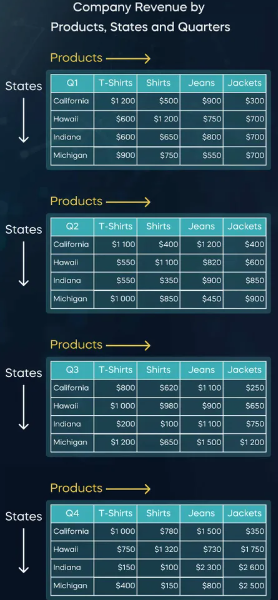 Company Revenue by
Products, States and Quarters
Products
States
Q1 T-Shirts Shirts Jeans Jackets
California $1 200 $500 $900 $300
Hawaii $600 $1 200 $750 $700
Indiana $600 $650 $800 $700
Michigan $900 $750 $550 $700
Products
States
Q2 T-Shirts Shirts Jeans Jackets
California $1 100 $400 $1 200 $400
Hawaii $550 $1 100 $820 $600
Indiana $550 $350 $900 $850
Michigan $1 000 $850 $450 $900
Products
States
Q3 T-Shirts Shirts Jeans Jackets
California $800 $620 $1 100 $250
Hawaii $1 000 $980 $900 $650
Indiana $200 $100 $1 100 $750
Michigan $1 200 $650 $1 500 $1 200
Products
States
Q4 T-Shirts Shirts Jeans Jackets
California $1 000 $780 $1 500 $350
Hawaii $750 $1 320 $730 $1 750
Indiana $150 $100 $2 300 $2 600
Michigan $400 $150 $800 $2 500